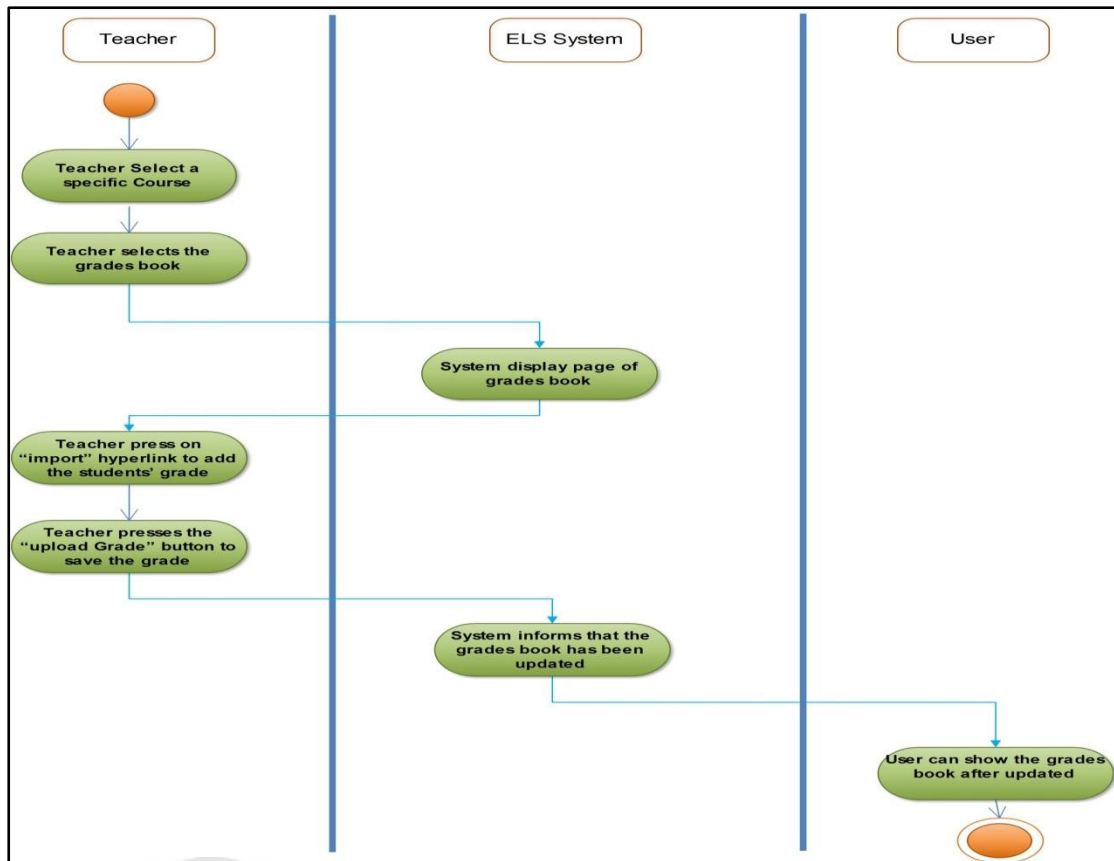 Teacher
ELS System
User
Teacher Select a
specific Course
Teacher selects the
grades book
System display page of
grades book
Teacher press on
“import” hyperlink to add
the students’ grade
Teacher presses the
“upload Grade” button to
save the grade
System informs that the
grades book has been
updated
User can show the grades
book after updated